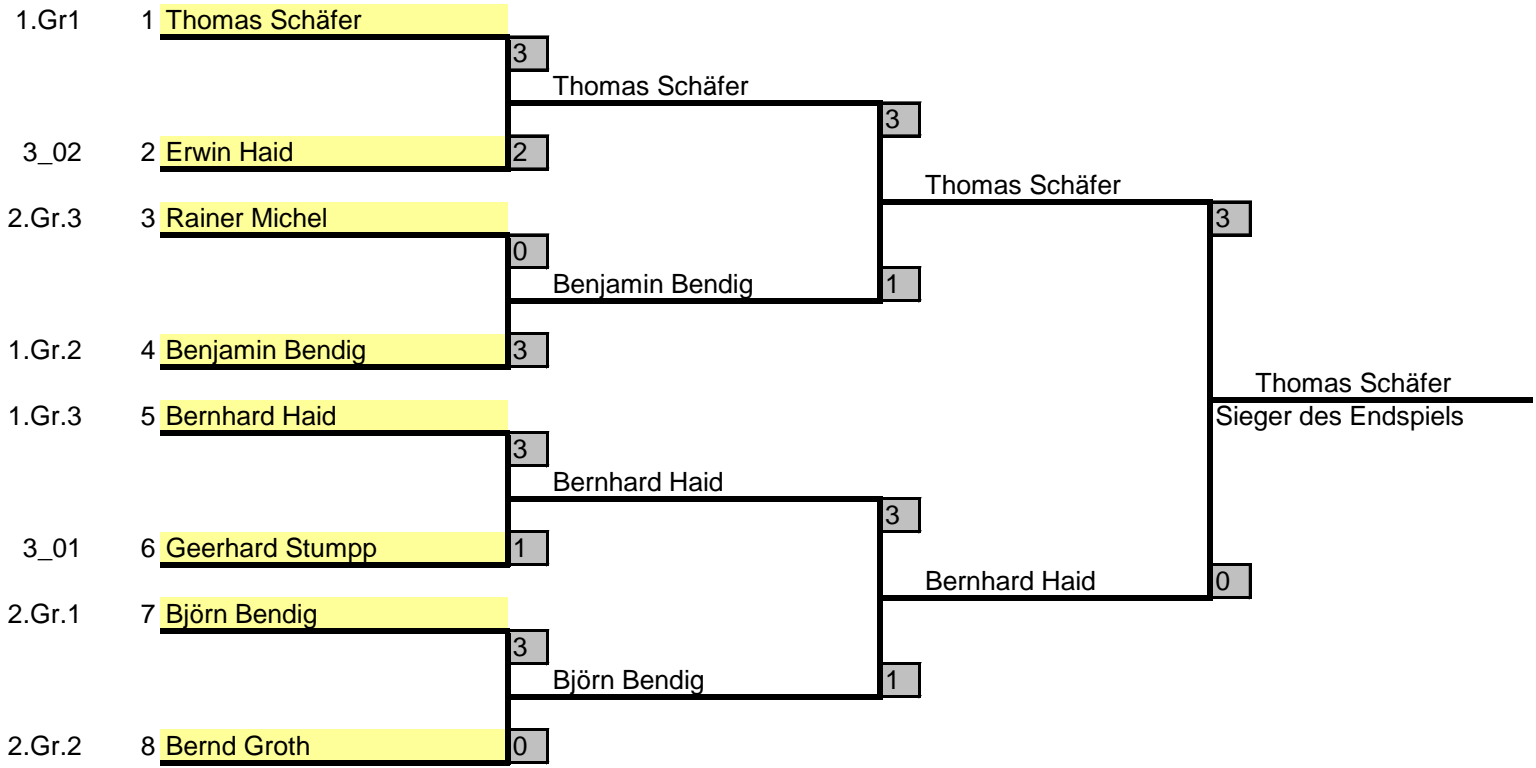 1.Gr1 1 Thomas Schäfer
3
Thomas Schäfer
3
3_02 2 Erwin Haid 2
Thomas Schäfer
2.Gr.3 3 Rainer Michel 3
0
Benjamin Bendig 1
1.Gr.2 4 Benjamin Bendig 3
Thomas Schäfer
1.Gr.3 5 Bernhard Haid Sieger des Endspiels
3
Bernhard Haid
3
3_01 6 Geerhard Stumpp 1
Bernhard Haid 0
2.Gr.1 7 Björn Bendig
3
Björn Bendig 1
2.Gr.2 8 Bernd Groth 0